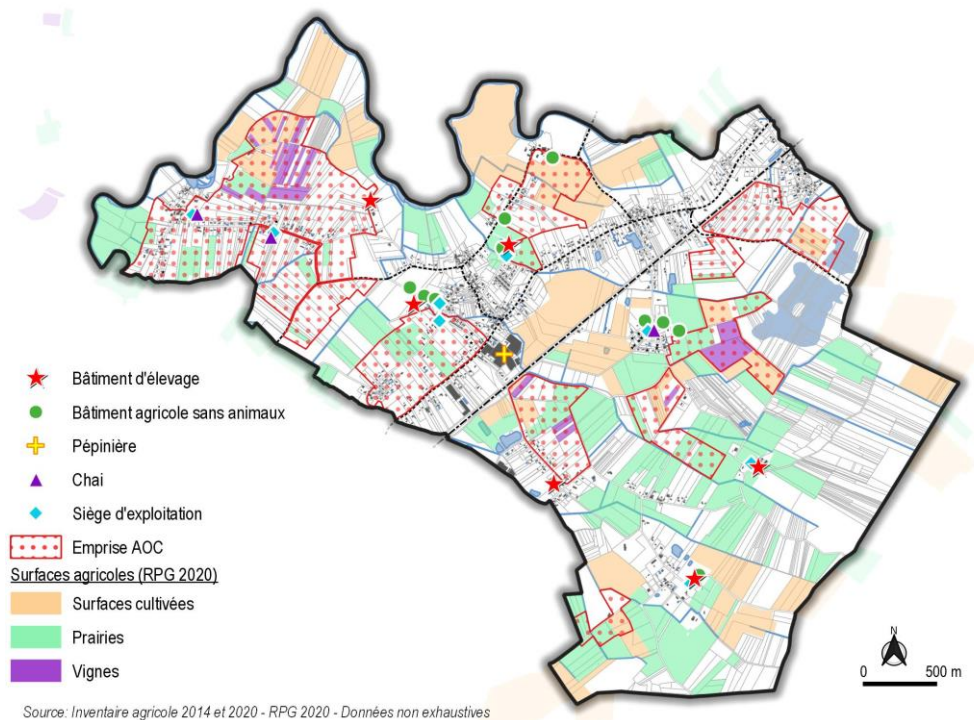 Bâtiment d'élevage
Bâtiment agricole sans animaux
Pépinière
Chai
Siège d'exploitation
Emprise AOC
Surfaces agricoles (RPG 2020)
Surfaces cultivées
Prairies
Vignes
N
0 500 m
Source: Inventaire agricole 2014 et 2020 - RPG 2020 - Données non exhaustives